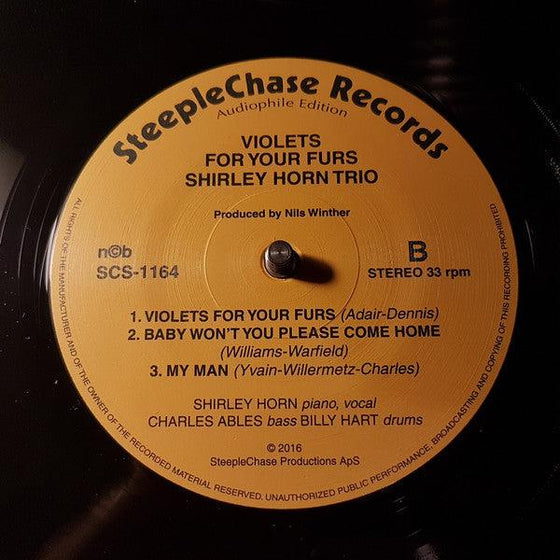 SteepleChase Records
Audiophile Edition
VIOLETS
FOR YOUR FURS
SHIRLEY HORN TRIO
Produced by Nils Winther
n©b
SCS-1164
B
STEREO 33 rpm
1. VIOLETS FOR YOUR FURS (Adair-Dennis)
2. BABY WON'T YOU PLEASE COME HOME
(Williams-Warfield)
3. MY MAN (Yvain-Willermetz-Charles)
SHIRLEY HORN piano, vocal
CHARLES ABLES bass BILLY HART drums
© 2016
SteepleChase Productions ApS
ALL RIGHTS OF THE MANUFACTURER AND OF THE OWNER OF THE RECORDED MATERIAL RESERVED. UNAUTHORIZED PUBLIC PERFORMANCE, BROADCASTING AND COPYING OF THIS RECORDING PROHIBITED